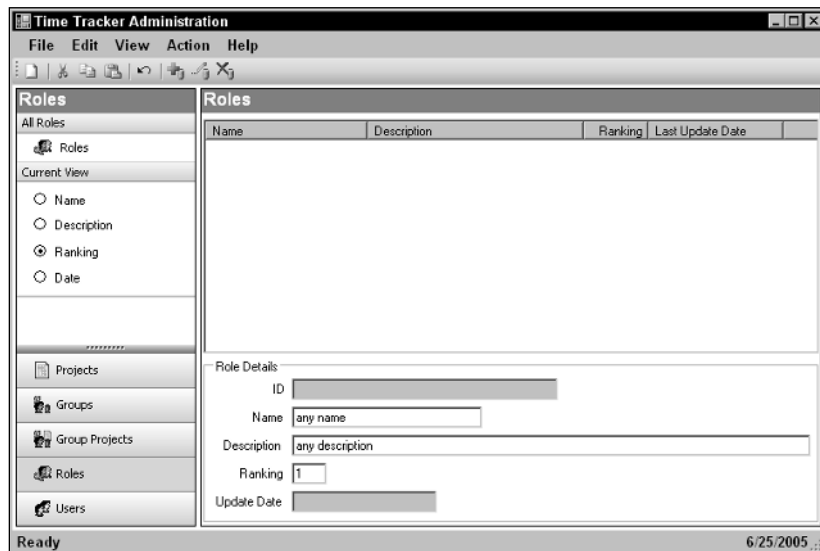 Time Tracker Administration
File Edit View Action Help
Roles
All Roles
Roles
Current View
Name
Description
Ranking
Date
Projects
Groups
Group Projects
Roles
Users
Roles
Name Description Ranking Last Update Date
Role Details
ID
Name any name
Description any description
Ranking 1
Update Date
Ready 6/25/2005